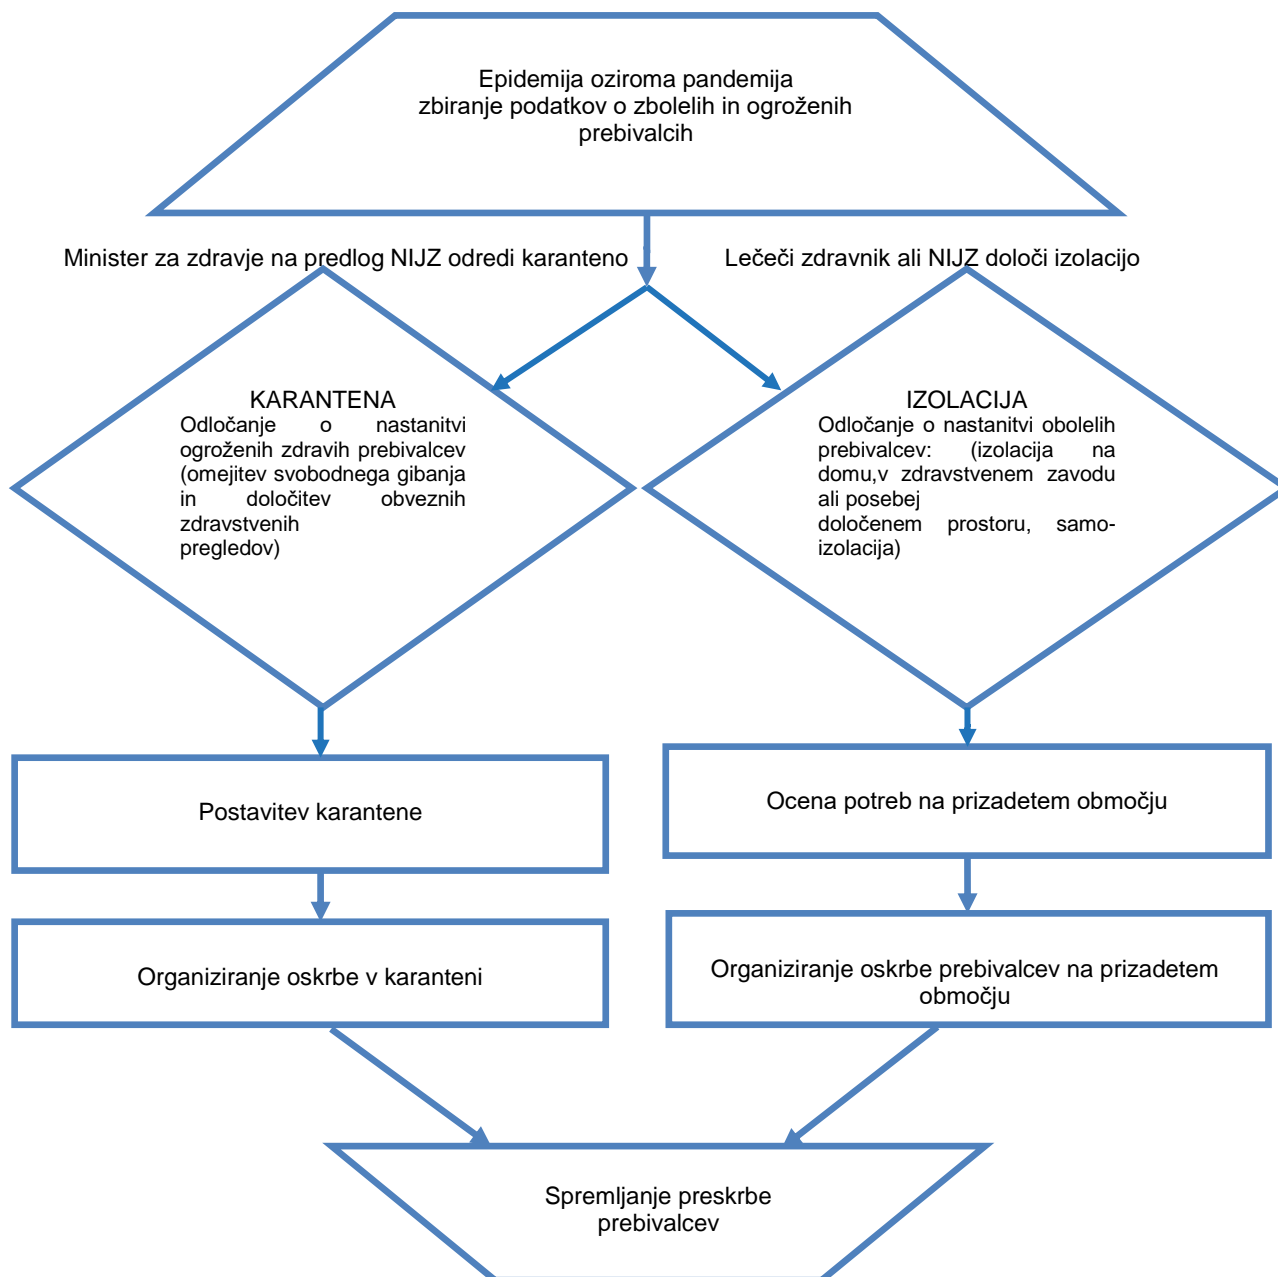 Epidemija oziroma pandemija
zbiranje podatkov o zbolelih in ogroženih
prebivalcih
Minister za zdravje na predlog NIJZ odredi karanteno
Lečeči zdravnik ali NIJZ določi izolacijo
KARANTENA
Odločanje o nastanitvi
ogroženih zdravih prebivalcev
(omejitev svobodnega gibanja
in določitev obveznih
zdravstvenih
pregledov)
IZOLACIJA
Odločanje o nastanitvi obolelih
prebivalcev: (izolacija na
domu,v zdravstvenem zavodu
ali posebej
določenem prostoru, samo-
izolacija)
Postavitev karantene
Ocena potreb na prizadetem območju
Organiziranje oskrbe v karanteni
Organiziranje oskrbe prebivalcev na prizadetem
območju
Spremljanje preskrbe
prebivalcev